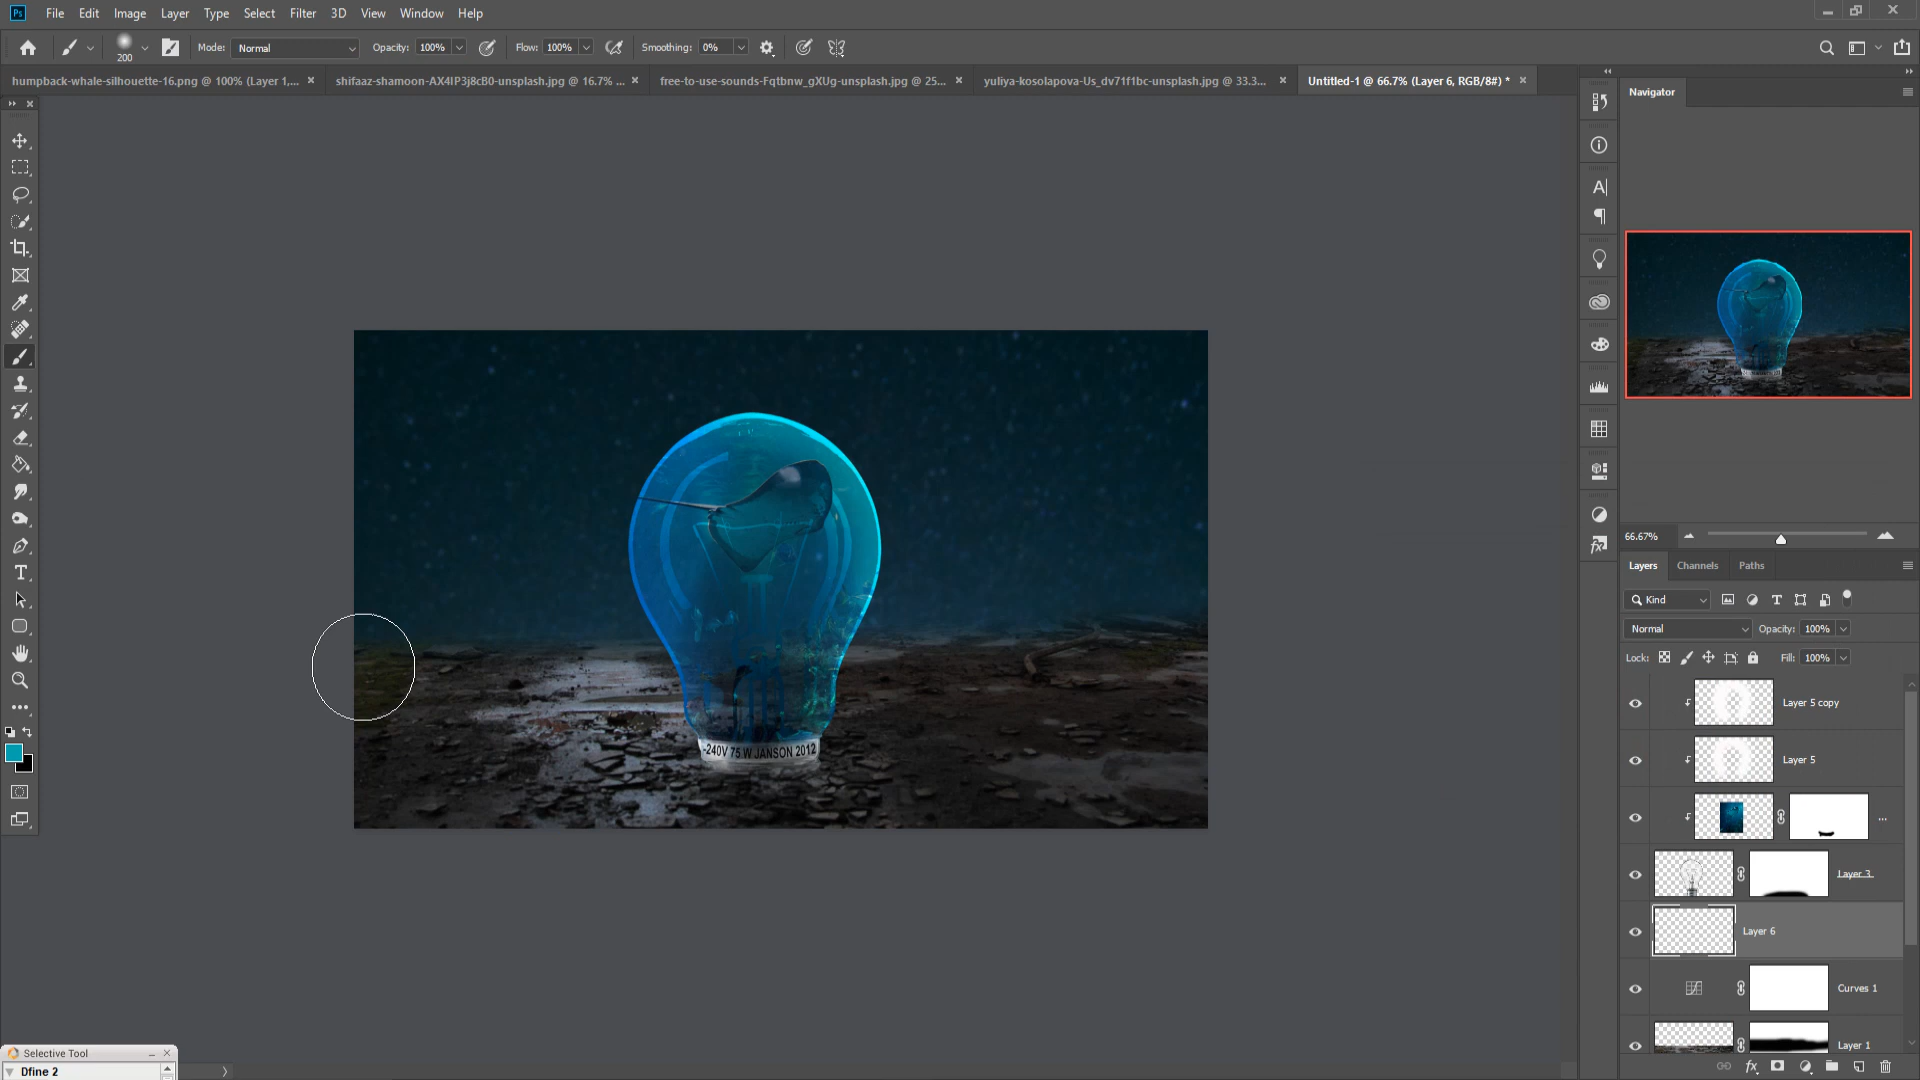 Ps File Edit Image Layer Type Select Filter 3D View Window Help
200 Mode: Normal Opacity: 100% Flow: 100% Smoothing: 0%
humpback-whale-silhouette-16.png @ 100% (Layer 1,... shifaaz-shamoon-AX4IP3j8cB0-unsplash.jpg @ 16.7% ... free-to-use-sounds-Fqtbnw_gXUg-unsplash.jpg @ 25... yuliya-kosolapova-Us_dv71f1bc-unsplash.jpg @ 33.3... Untitled-1 @ 66.7% (Layer 6, RGB/8#) *
Navigator
66.67%
Layers Channels Paths
Kind
Normal Opacity: 100%
Lock: Fill: 100%
Layer 5 copy
Layer 5
...
Layer 3
Layer 6
Curves 1
Layer 1
fx
-240V 75 W JANSON 2012
Selective Tool
Dfine 2